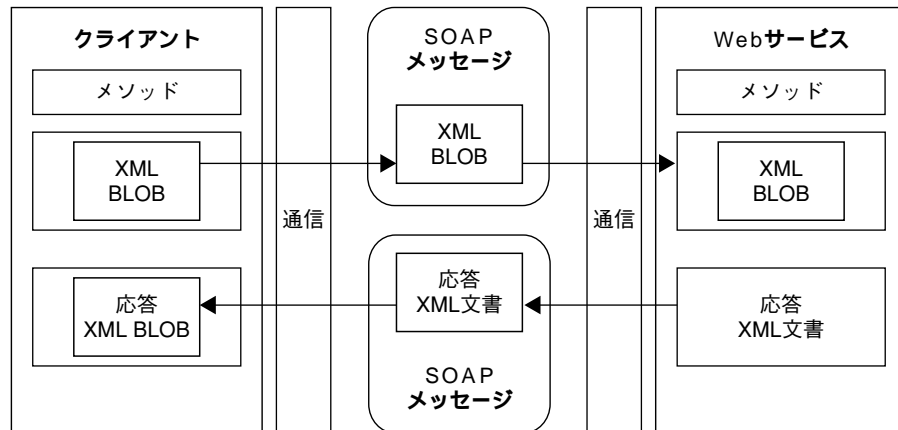 クライアント
SOAP
メッセージ
Webサービス
メソッド
メソッド
XML
BLOB
XML
BLOB
XML
BLOB
通信
通信
応答
XML BLOB
応答
XML文書
応答
XML文書
SOAP
メッセージ